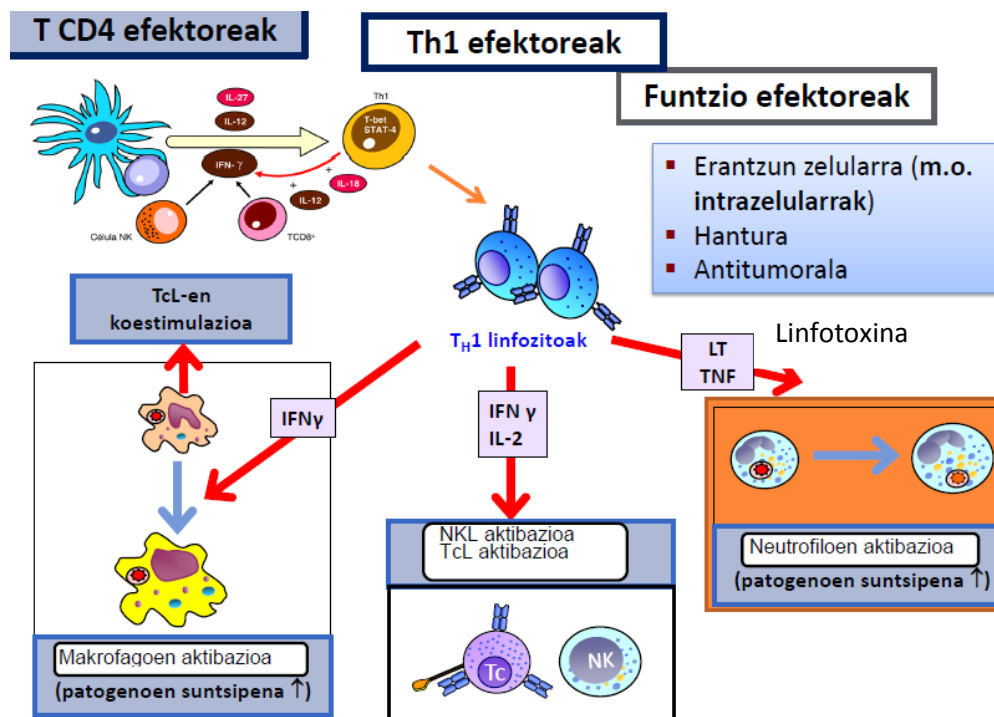 T CD4 efektoreak
Th1 efektoreak
Funtzio efektoreak
IL-27
IL-12
IFN- γ
Th1
T-bet
STAT-4
+
IL-18
+
IL-12
Célula NK
TCD8+
▪ Erantzun zelularra (m.o.
intrazelularrak)
▪ Hantura
▪ Antitumorala
TcL-en
koestimulazioa
TH1 linfozitoak
LT
TNF
Linfotoxina
IFNγ
IFN γ
IL-2
NKL aktibazioa
TcL aktibazioa
Neutrofiloen aktibazioa
(patogenoen suntsipena ↑)
Tc
NK
Makrofagoen aktibazioa
(patogenoen suntsipena ↑)